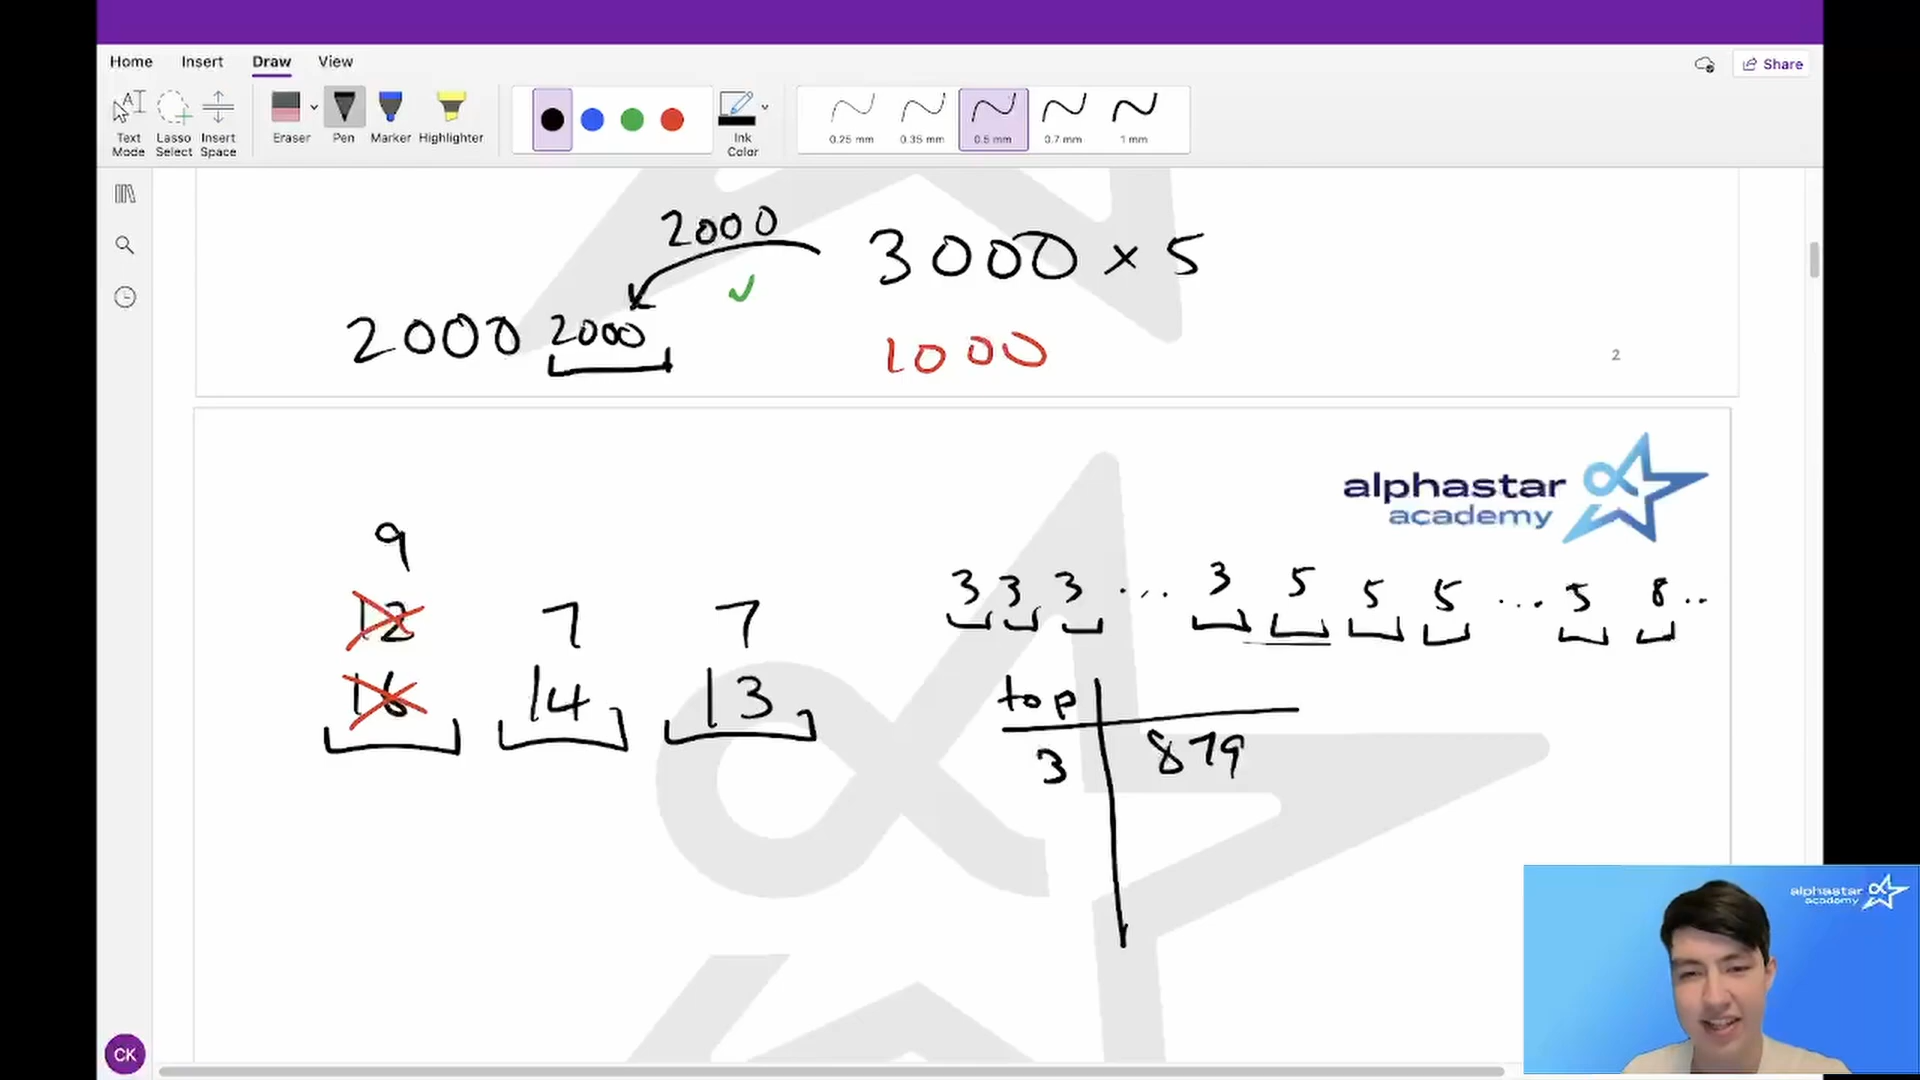 Home Insert Draw View
Share
Text Mode
Lasso Select
Insert Space
Eraser
Pen
Marker
Highlighter
Ink Color
0.25 mm
0.35 mm
0.5 mm
0.7 mm
1 mm
2000
3000 × 5
2000 2000
1000
2
alphastar
academy
9
12 7 7
16 14 13
3 3 3 ... 3 5 5 5 ... 5 8 ..
top
3 879
alphastar
academy
CK